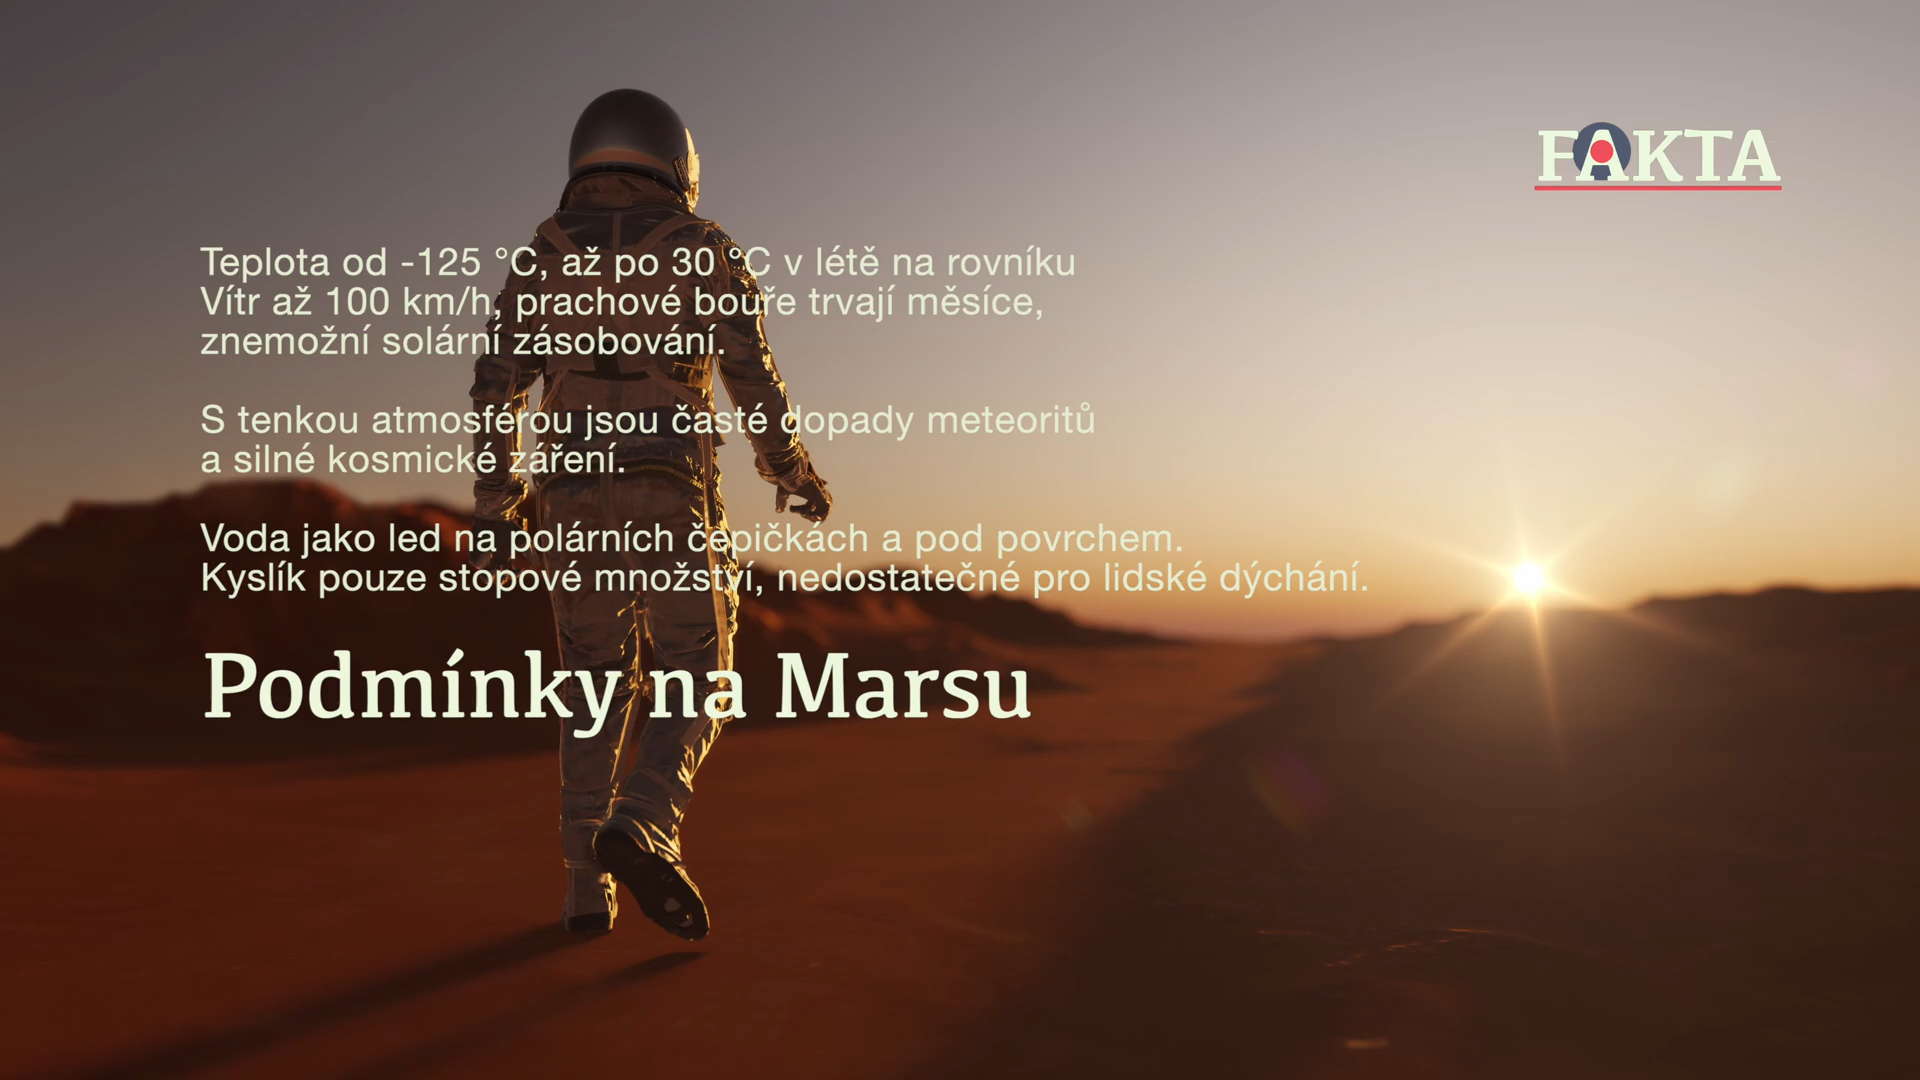 FAKTA
Teplota od -125 °C, až po 30 °C v létě na rovníku
Vítr až 100 km/h, prachové bouře trvají měsíce,
znemožní solární zásobování.
S tenkou atmosférou jsou časté dopady meteoritů
a silné kosmické záření.
Voda jako led na polárních čepičkách a pod povrchem.
Kyslík pouze stopové množství, nedostatečné pro lidské dýchání.
Podmínky na Marsu